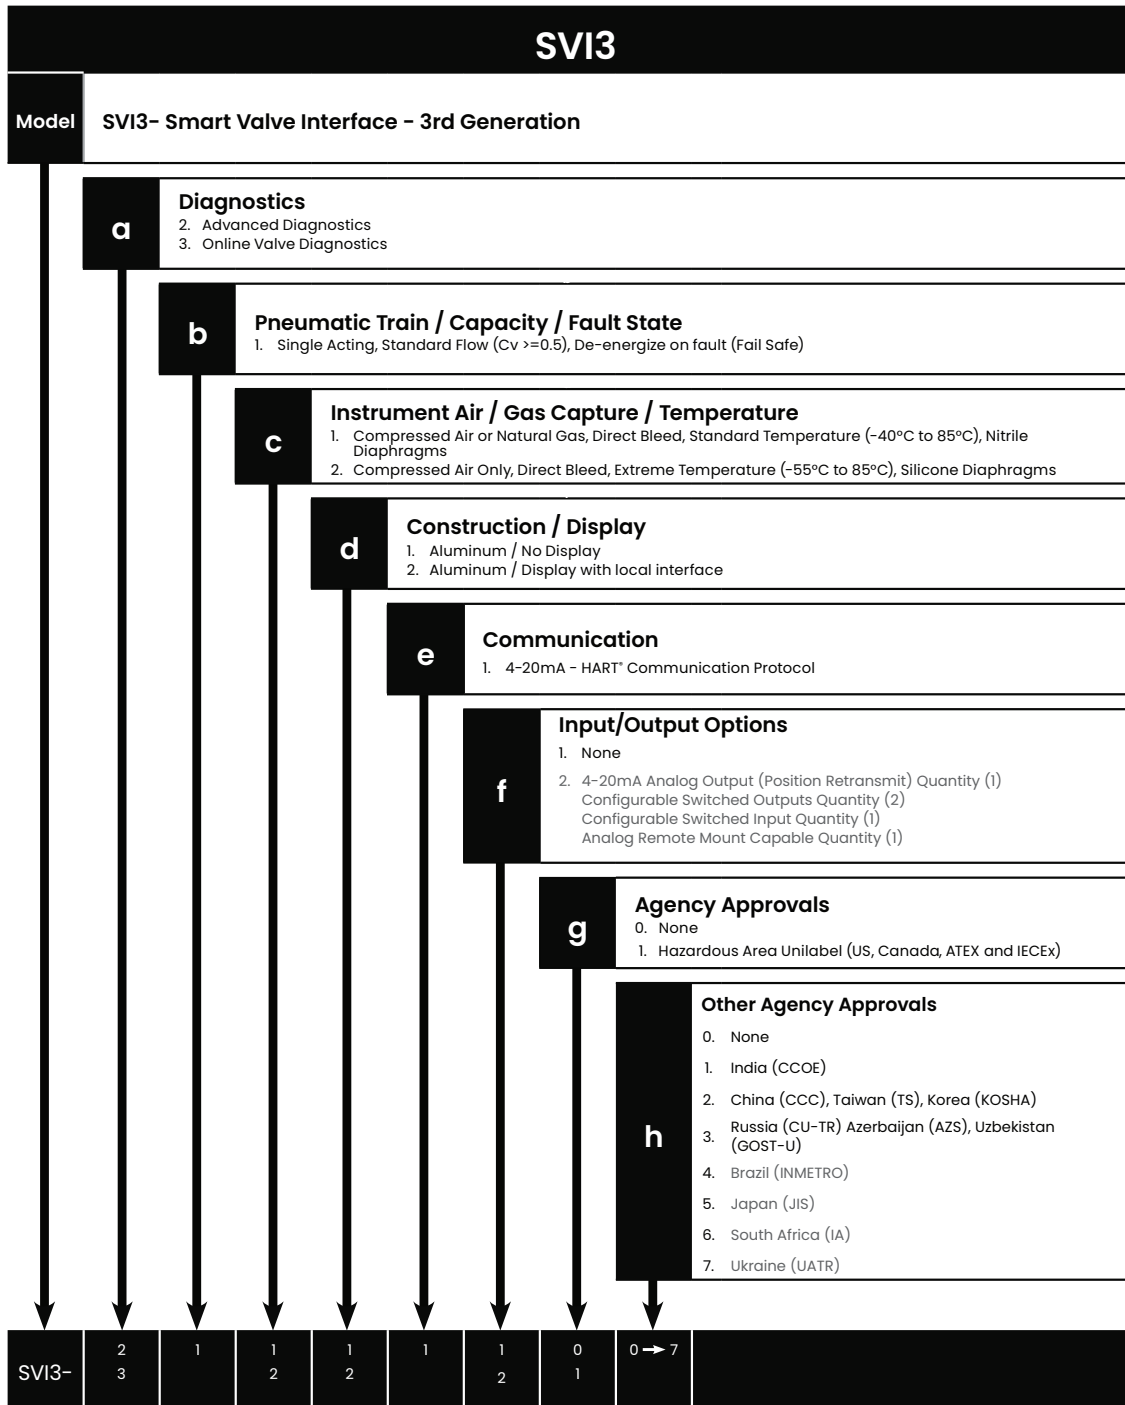 SVI3
Model
SVI3- Smart Valve Interface - 3rd Generation
a
Diagnostics
2. Advanced Diagnostics
3. Online Valve Diagnostics
b
Pneumatic Train / Capacity / Fault State
1. Single Acting, Standard Flow (Cv >=0.5), De-energize on fault (Fail Safe)
c
Instrument Air / Gas Capture / Temperature
1. Compressed Air or Natural Gas, Direct Bleed, Standard Temperature (-40°C to 85°C), Nitrile
Diaphragms
2. Compressed Air Only, Direct Bleed, Extreme Temperature (-55°C to 85°C), Silicone Diaphragms
d
Construction / Display
1. Aluminum / No Display
2. Aluminum / Display with local interface
e
Communication
1. 4-20mA - HART® Communication Protocol
f
Input/Output Options
1. None
2. 4-20mA Analog Output (Position Retransmit) Quantity (1)
Configurable Switched Outputs Quantity (2)
Configurable Switched Input Quantity (1)
Analog Remote Mount Capable Quantity (1)
g
Agency Approvals
0. None
1. Hazardous Area Unilabel (US, Canada, ATEX and IECEx)
h
Other Agency Approvals
0. None
1. India (CCOE)
2. China (CCC), Taiwan (TS), Korea (KOSHA)
3. Russia (CU-TR) Azerbaijan (AZS), Uzbekistan
(GOST-U)
4. Brazil (INMETRO)
5. Japan (JIS)
6. South Africa (IA)
7. Ukraine (UATR)
2 1 1 1 1 1 0 0 → 7
SVI3- 3 2 2 2 1